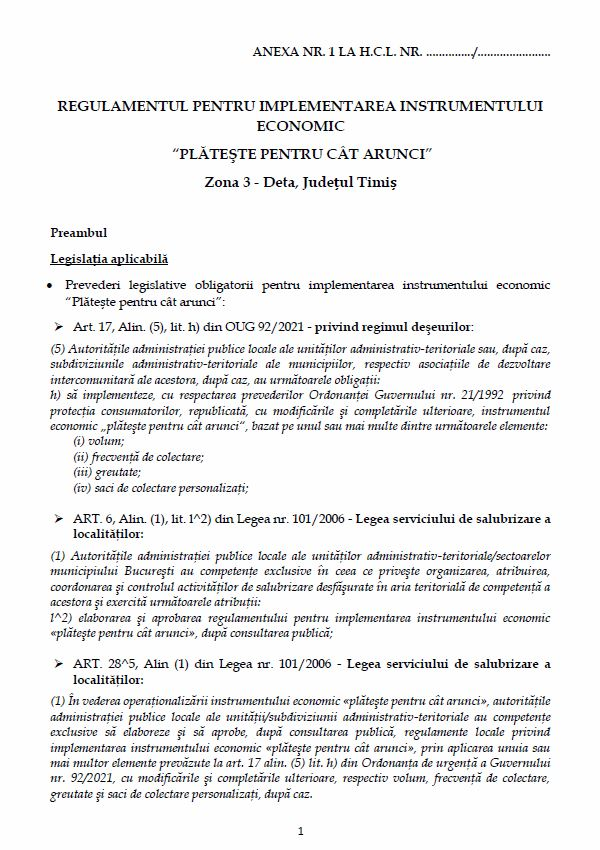 ANEXA NR. 1 LA H.C.L. NR. .............../.......................
REGULAMENTUL PENTRU IMPLEMENTAREA INSTRUMENTULUI
ECONOMIC
“PLĂTEŞTE PENTRU CÂT ARUNCI”
Zona 3 - Deta, Judeţul Timiş
Preambul
Legislaţia aplicabilă
• Prevederi legislative obligatorii pentru implementarea instrumentului economic
“Plătește pentru cât arunci”:
➢ Art. 17, Alin. (5), lit. h) din OUG 92/2021 - privind regimul deşeurilor:
(5) Autorităţile administraţiei publice locale ale unităţilor administrativ-teritoriale sau, după caz,
subdiviziunile administrativ-teritoriale ale municipiilor, respectiv asociaţiile de dezvoltare
intercomunitară ale acestora, după caz, au următoarele obligaţii:
h) să implementeze, cu respectarea prevederilor Ordonanţei Guvernului nr. 21/1992 privind
protecţia consumatorilor, republicată, cu modificările şi completările ulterioare, instrumentul
economic „plăteşte pentru cât arunci“, bazat pe unul sau mai multe dintre următoarele elemente:
(i) volum;
(ii) frecvenţă de colectare;
(iii) greutate;
(iv) saci de colectare personalizaţi;
➢ ART. 6, Alin. (1), lit. l^2) din Legea nr. 101/2006 - Legea serviciului de salubrizare a
localităţilor:
(1) Autorităţile administraţiei publice locale ale unităţilor administrativ-teritoriale/sectoarelor
municipiului Bucureşti au competenţe exclusive în ceea ce priveşte organizarea, atribuirea,
coordonarea şi controlul activităţilor de salubrizare desfăşurate în aria teritorială de competenţă a
acestora şi exercită următoarele atribuţii:
l^2) elaborarea şi aprobarea regulamentului pentru implementarea instrumentului economic
«plăteşte pentru cât arunci», după consultarea publică;
➢ ART. 28^5, Alin (1) din Legea nr. 101/2006 - Legea serviciului de salubrizare a
localităţilor:
(1) În vederea operaţionalizării instrumentului economic «plăteşte pentru cât arunci», autorităţile
administraţiei publice locale ale unităţii/subdiviziunii administrativ-teritoriale au competenţe
exclusive să elaboreze şi să aprobe, după consultarea publică, regulamente locale privind
implementarea instrumentului economic «plăteşte pentru cât arunci», prin aplicarea unuia sau
mai multor elemente prevăzute la art. 17 alin. (5) lit. h) din Ordonanţa de urgenţă a Guvernului
nr. 92/2021, cu modificările şi completările ulterioare, respectiv volum, frecvenţă de colectare,
greutate şi saci de colectare personalizaţi, după caz.
1